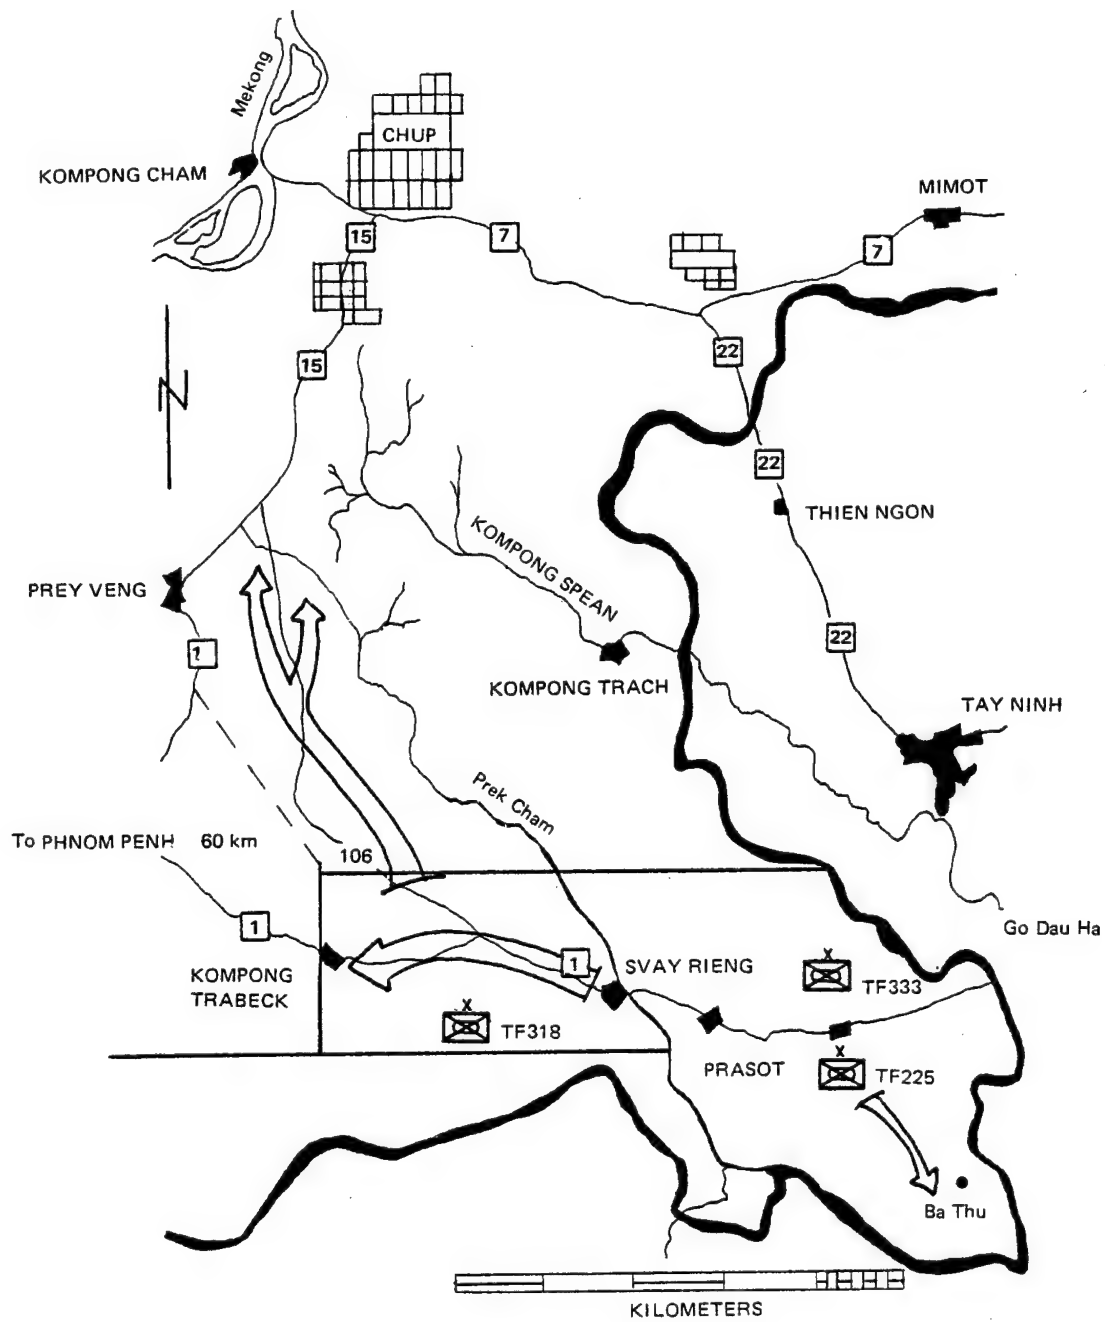 Mekong
CHUP
KOMPONG CHAM
MIMOT
15
7
7
22
15
N
22
THIEN NGON
KOMPONG SPEAN
PREY VENG
22
1
KOMPONG TRACH
TAY NINH
Prek Cham
To PHNOM PENH 60 km
106
1
Go Dau Ha
1
SVAY RIENG
KOMPONG
TRABECK
X
TF333
X
TF318
X
PRASOT
TF225
Ba Thu
KILOMETERS